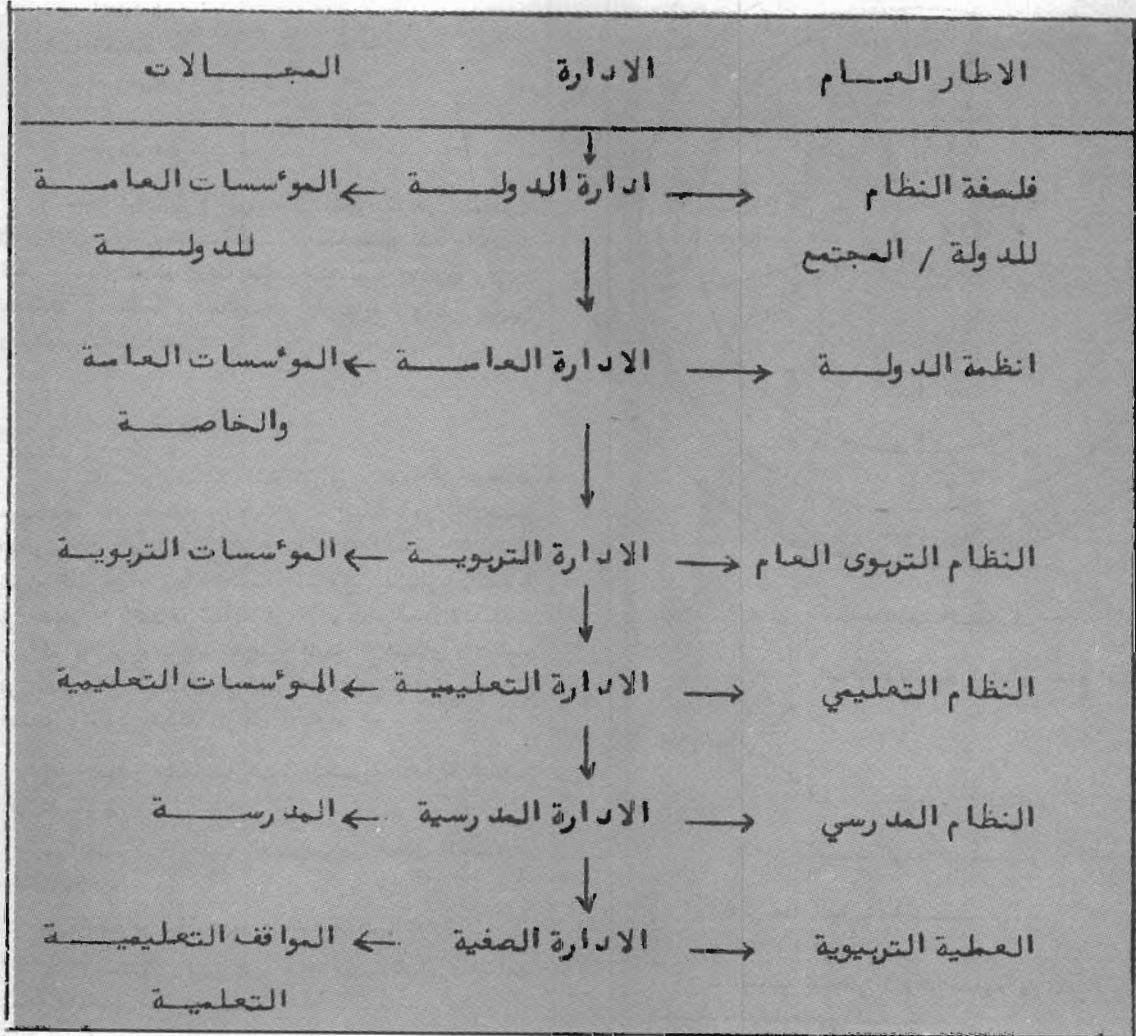 الاطار العام الادارة المجالات
فلسفة النظام ادارة الدولة المؤسسات العامة
للدولة / المجتمع للدولة
انظمة الدولة الادارة العامة المؤسسات العامة
والخاصة
النظام التربوى العام الادارة التربوية المؤسسات التربوية
النظام التعليمي الادارة التعليمية المؤسسات التعليمية
النظام المدرسي الادارة المدرسية المدرسة
العملية التربيوية الادارة الصفية المواقف التعليمية
التعلمية